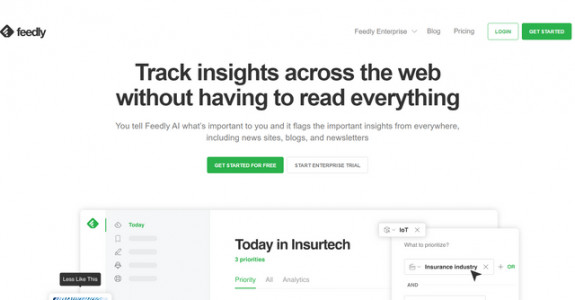 feedly
Feedly Enterprise Blog Pricing LOGIN GET STARTED
Track insights across the web
without having to read everything
You tell Feedly AI what's important to you and it flags the important insights from everywhere,
including news sites, blogs, and newsletters
GET STARTED FOR FREE START ENTERPRISE TRIAL
Today
IoT
Today in Insurtech
3 priorities
What to prioritize?
Insurance industry + OR
Priority All Analytics
Less Like This
AND